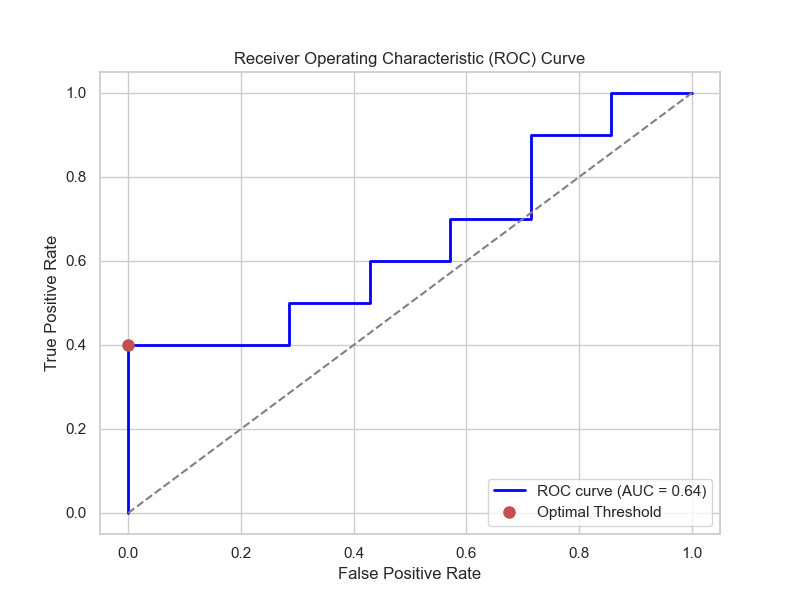 Receiver Operating Characteristic (ROC) Curve
True Positive Rate
1.0
0.8
0.6
0.4
0.2
0.0
ROC curve (AUC = 0.64)
Optimal Threshold
0.0 0.2 0.4 0.6 0.8 1.0
False Positive Rate